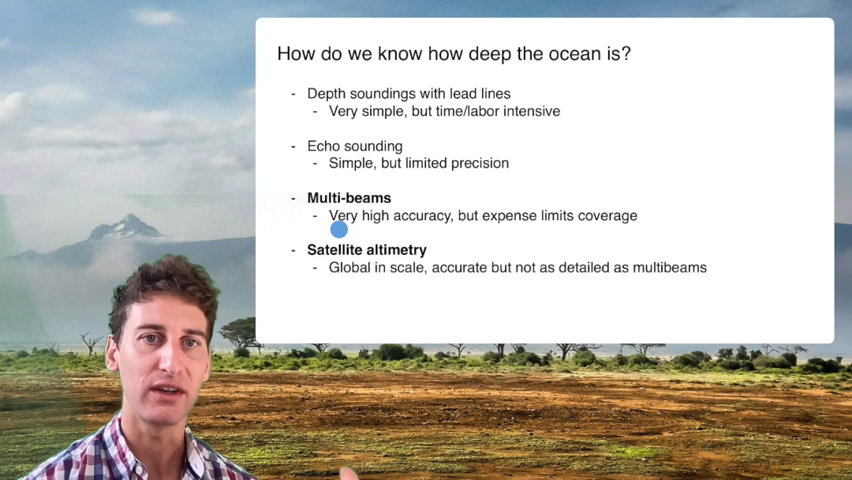 How do we know how deep the ocean is?
- Depth soundings with lead lines
- Very simple, but time/labor intensive
- Echo sounding
- Simple, but limited precision
- Multi-beams
- Very high accuracy, but expense limits coverage
- Satellite altimetry
- Global in scale, accurate but not as detailed as multibeams